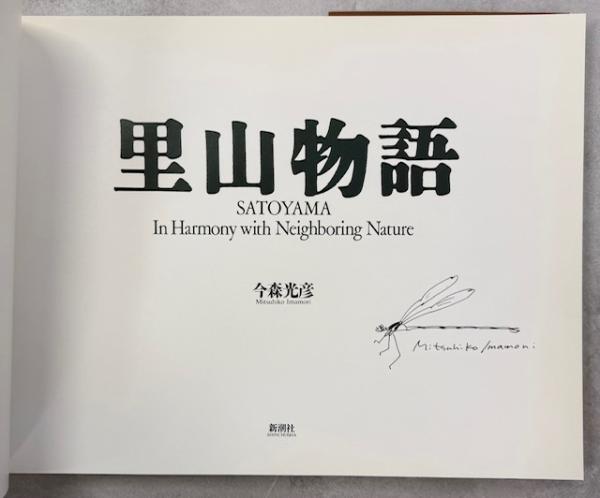 里山物語
SATOYAMA
In Harmony with Neighboring Nature
今森光彦
Mitsuhiko Imamori
Mitsuhiko Imamori
新潮社
SHINCHOSHA